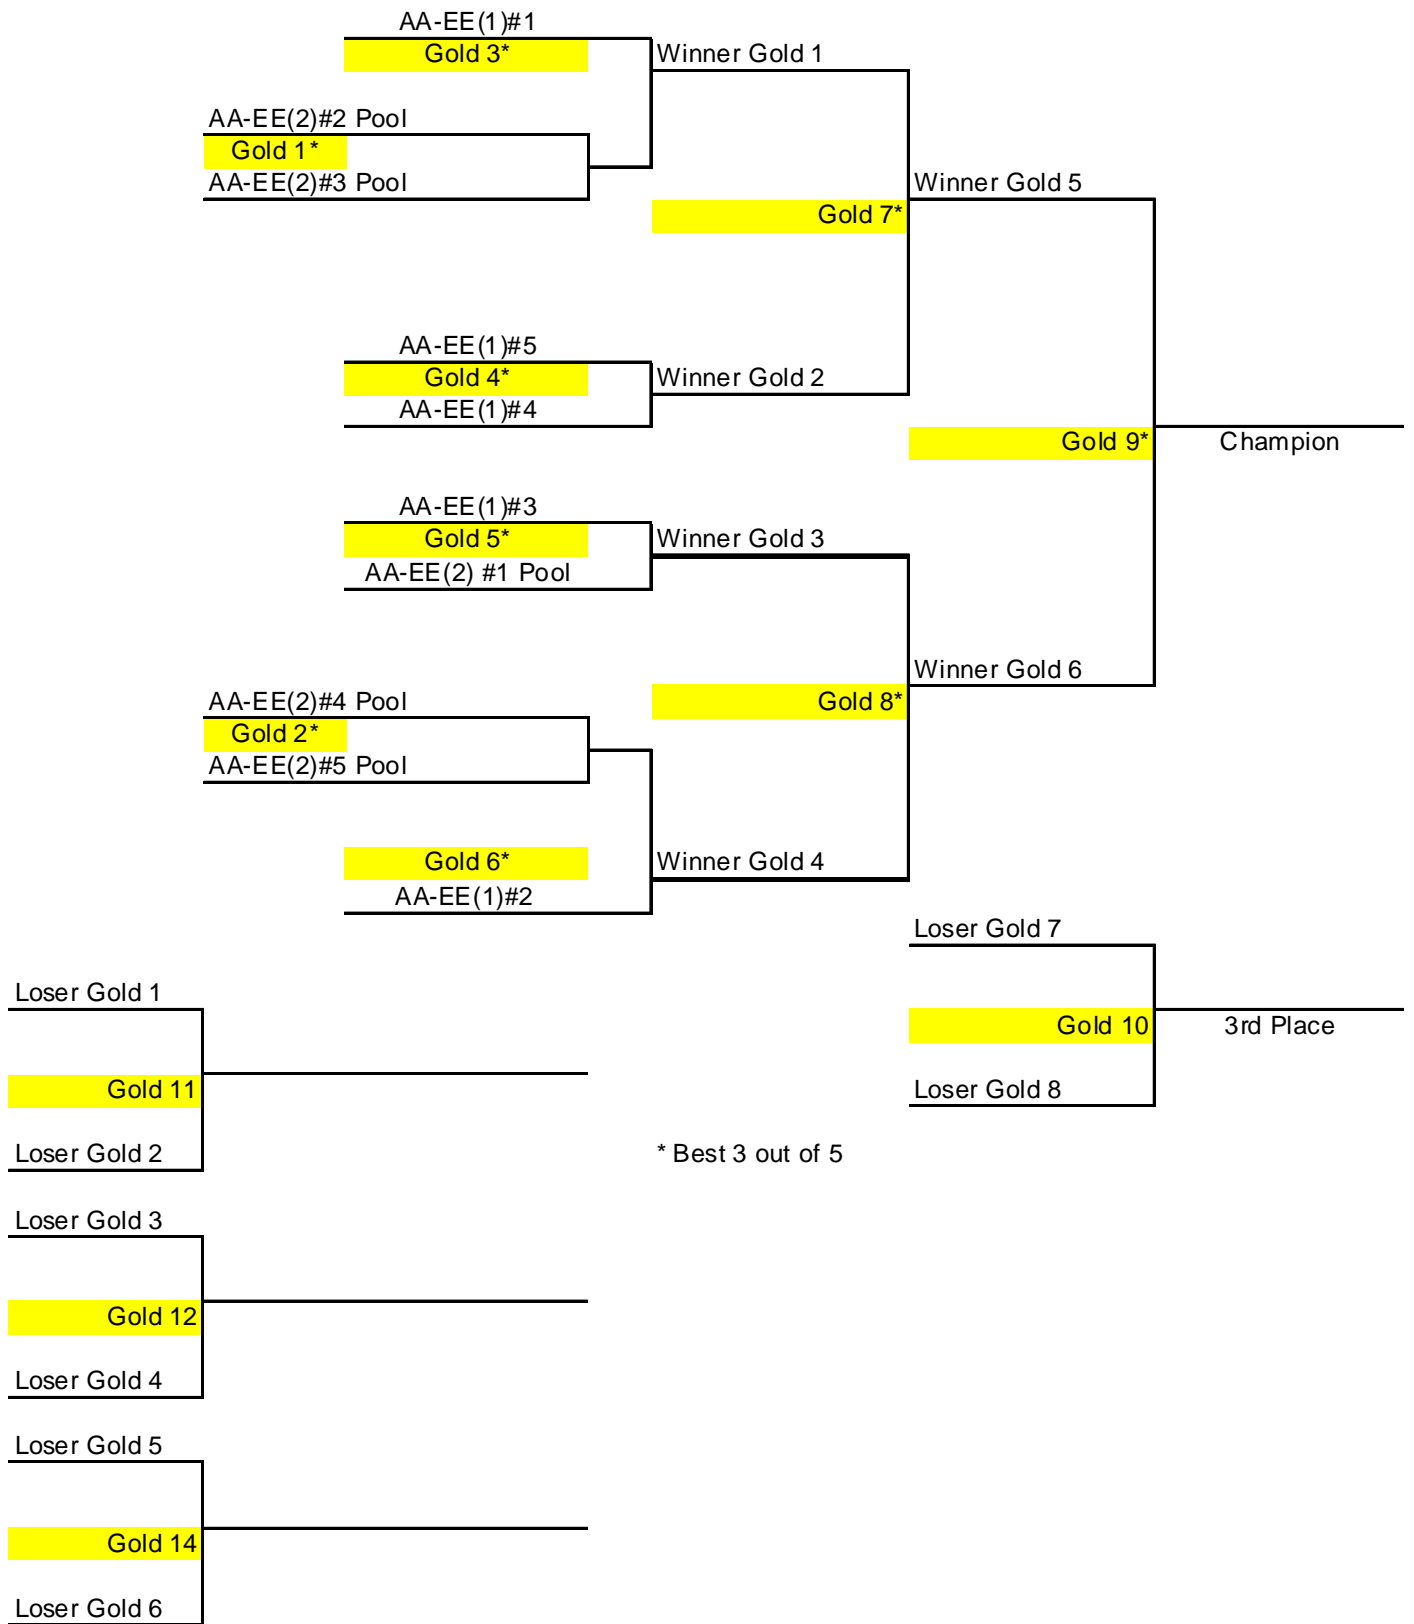 AA-EE(1)#1
Gold 3*
Winner Gold 1
AA-EE(2)#2 Pool
Gold 1*
AA-EE(2)#3 Pool
Winner Gold 5
Gold 7*
AA-EE(1)#5
Gold 4*
Winner Gold 2
AA-EE(1)#4
Gold 9*
Champion
AA-EE(1)#3
Gold 5*
Winner Gold 3
AA-EE(2) #1 Pool
Winner Gold 6
AA-EE(2)#4 Pool
Gold 8*
Gold 2*
AA-EE(2)#5 Pool
Gold 6*
Winner Gold 4
AA-EE(1)#2
Loser Gold 7
Loser Gold 1
Gold 10
3rd Place
Gold 11
Loser Gold 8
Loser Gold 2
* Best 3 out of 5
Loser Gold 3
Gold 12
Loser Gold 4
Loser Gold 5
Gold 14
Loser Gold 6